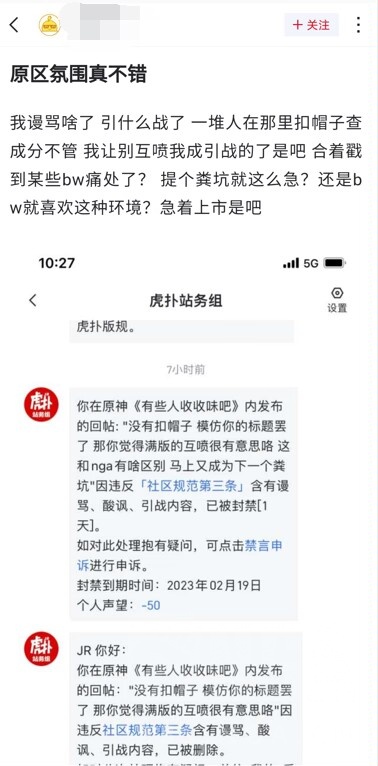 +关注
原区氛围真不错
我谩骂啥了 引什么战了 一堆人在那里扣帽子查
成分不管 我让别互喷我成引战的了是吧 合着戳
到某些bw痛处了？ 提个粪坑就这么急？还是b
w就喜欢这种环境？急着上市是吧
10:27
5G
虎扑站务组
设置
虎扑版规。
7小时前
虎扑
站务组
你在原神《有些人收收味吧》内发布
的回帖: "没有扣帽子 模仿你的标题罢
了 那你觉得满版的互喷很有意思咯 这
和nga有啥区别 马上又成为下一个粪
坑"因违反「社区规范第三条」含有谩
骂、酸讽、引战内容，已被封禁[1
天]。
如对此处理抱有疑问，可点击禁言申
诉进行申诉。
封禁到期时间：2023年02月19日
个人声望：-50
虎扑
站务组
JR 你好：
你在原神《有些人收收味吧》内发布
的回帖："没有扣帽子 模仿你的标题罢
了 那你觉得满版的互喷很有意思咯"因
违反社区规范第三条含有谩骂、酸
讽、引战内容，已被删除。